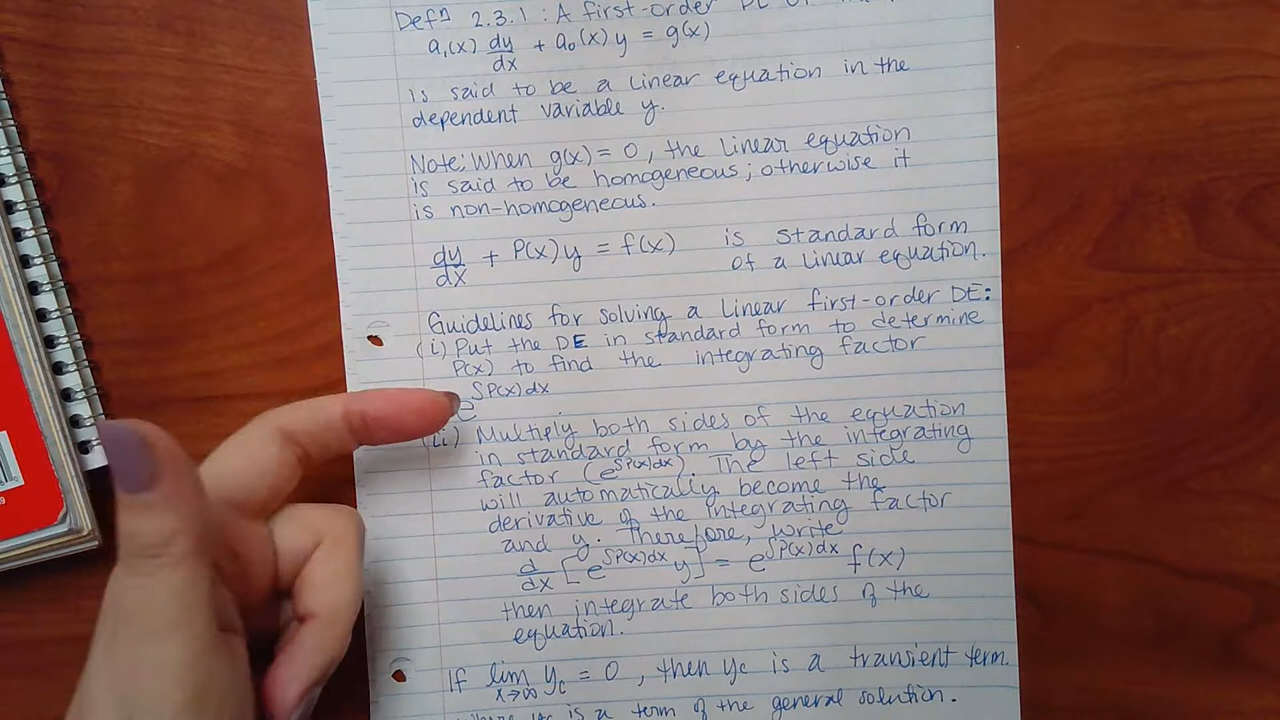 Defⁿ 2.3.1 : A first-order DE of
a₁(x) dy/dx + a₀(x) y = g(x)
is said to be a linear equation in the
dependent variable y.
Note: When g(x) = 0, the linear equation
is said to be homogeneous; otherwise it
is non-homogeneous.
dy/dx + P(x)y = f(x) is standard form
of a linear equation.
Guidelines for solving a linear first-order DE:
(i) Put the DE in standard form to determine
P(x) to find the integrating factor
e^∫P(x)dx
(ii) Multiply both sides of the equation
in standard form by the integrating
factor (e^∫P(x)dx). The left side
will automatically become the
derivative of the integrating factor
and y. Therefore, write
d/dx [e^∫P(x)dx y] = e^∫P(x)dx f(x)
then integrate both sides of the
equation.
If lim x→∞ yc = 0, then yc is a transient term.
where yc is a term of the general solution.